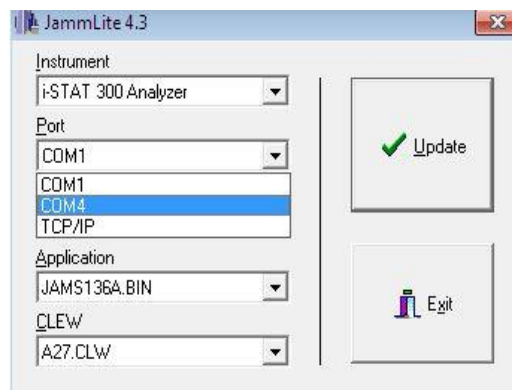 JammLite 4.3
Instrument
i-STAT 300 Analyzer
Port
COM1
COM1
COM4
TCP/IP
Application
JAMS136A.BIN
CLEW
A27.CLW
Update
Exit